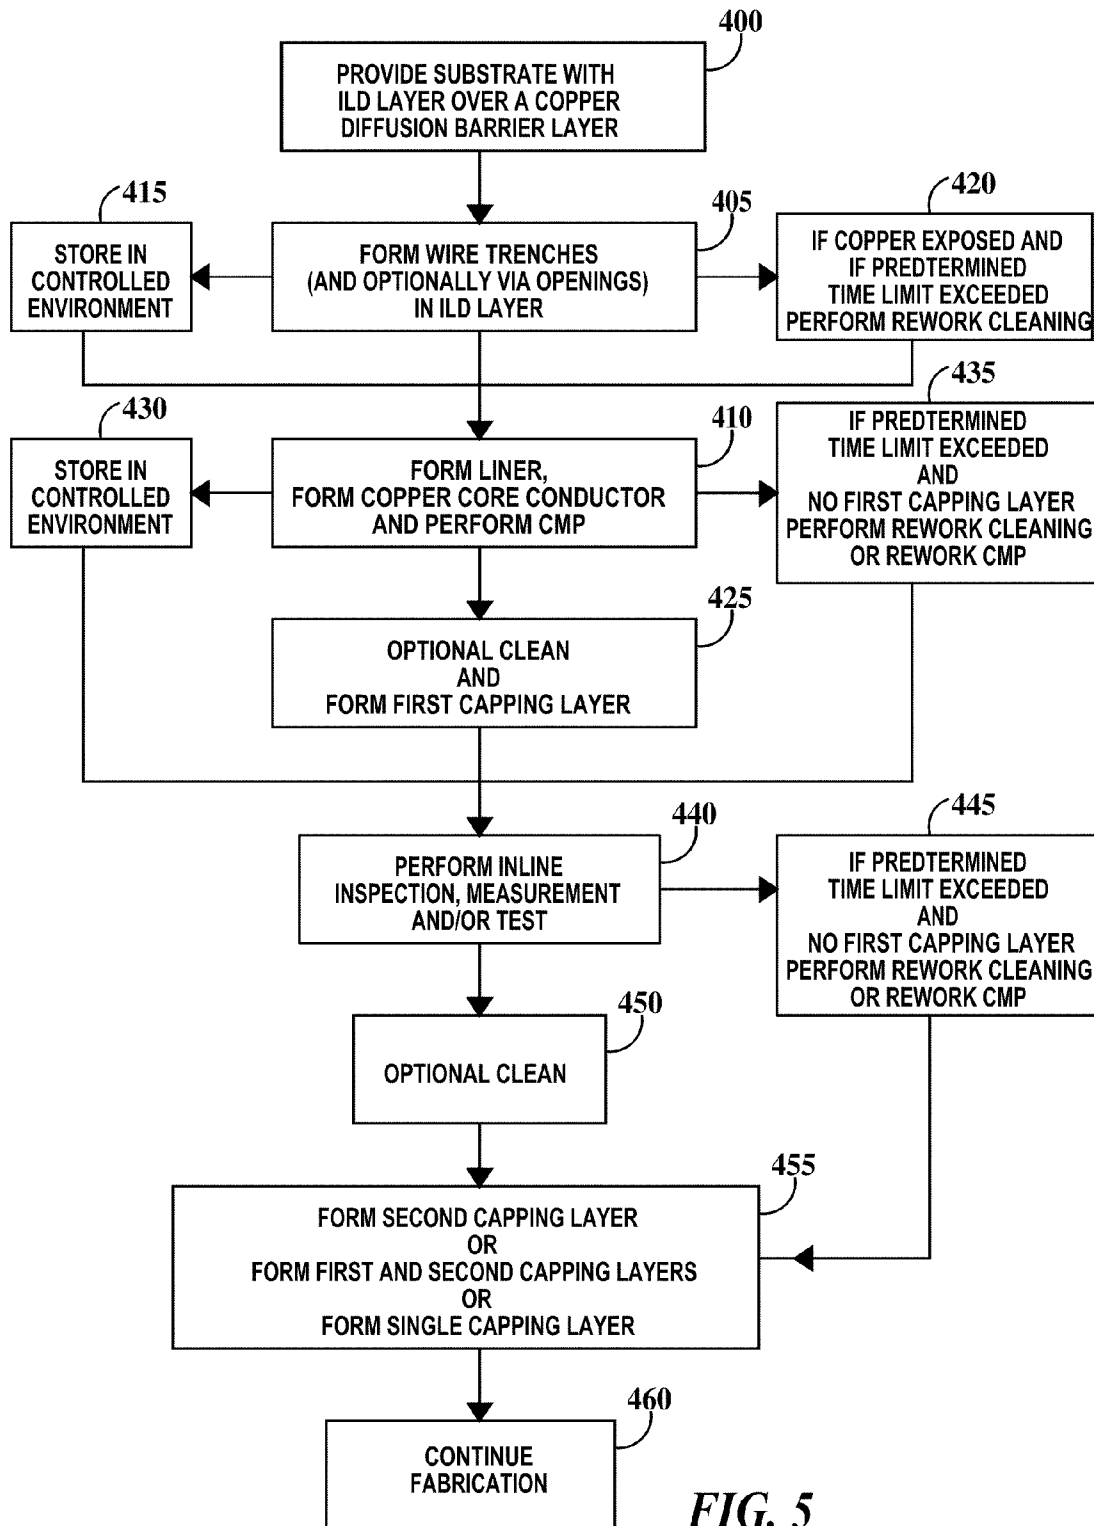 400
PROVIDE SUBSTRATE WITH
ILD LAYER OVER A COPPER
DIFFUSION BARRIER LAYER
415
STORE IN
CONTROLLED
ENVIRONMENT
405
FORM WIRE TRENCHES
(AND OPTIONALLY VIA OPENINGS)
IN ILD LAYER
420
IF COPPER EXPOSED AND
IF PREDTERMINED
TIME LIMIT EXCEEDED
PERFORM REWORK CLEANING
430
STORE IN
CONTROLLED
ENVIRONMENT
410
FORM LINER,
FORM COPPER CORE CONDUCTOR
AND PERFORM CMP
435
IF PREDTERMINED
TIME LIMIT EXCEEDED
AND
NO FIRST CAPPING LAYER
PERFORM REWORK CLEANING
OR REWORK CMP
425
OPTIONAL CLEAN
AND
FORM FIRST CAPPING LAYER
440
PERFORM INLINE
INSPECTION, MEASUREMENT
AND/OR TEST
445
IF PREDTERMINED
TIME LIMIT EXCEEDED
AND
NO FIRST CAPPING LAYER
PERFORM REWORK CLEANING
OR REWORK CMP
450
OPTIONAL CLEAN
455
FORM SECOND CAPPING LAYER
OR
FORM FIRST AND SECOND CAPPING LAYERS
OR
FORM SINGLE CAPPING LAYER
460
CONTINUE
FABRICATION
FIG. 5